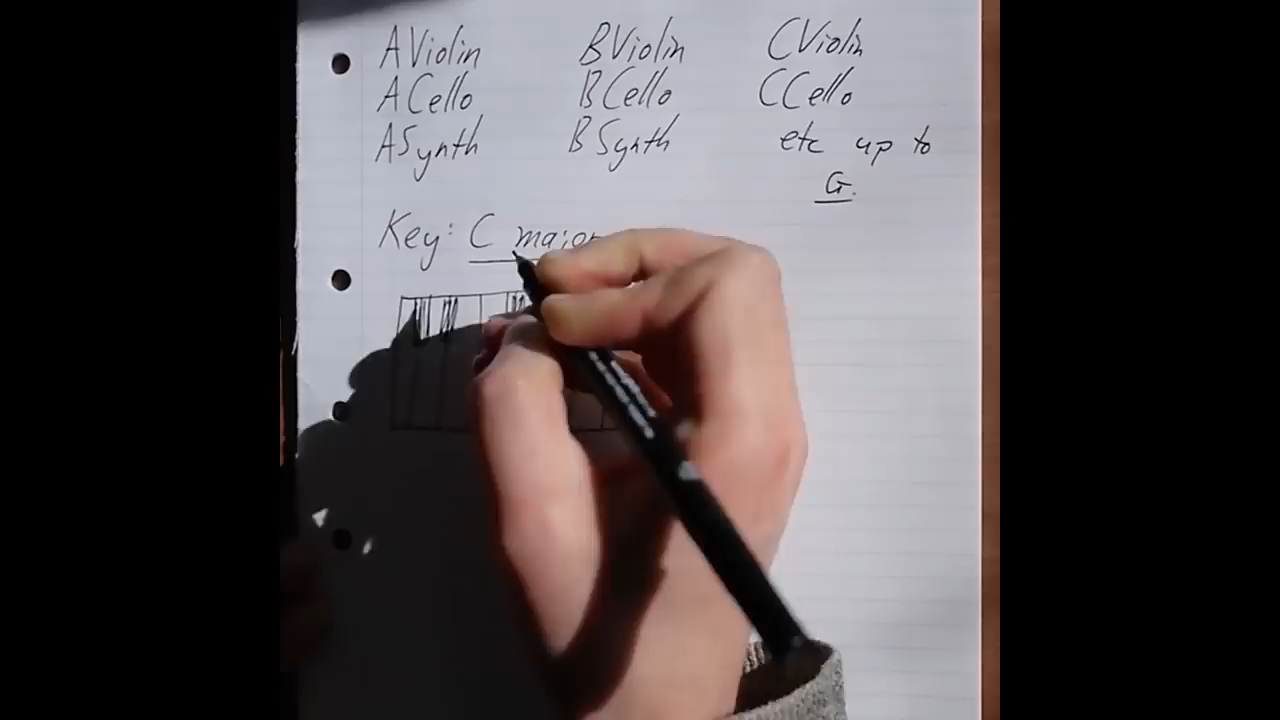 AViolin BViolin CViolin
ACello BCello CCello
ASynth BSynth etc up to
G.
Key: C major